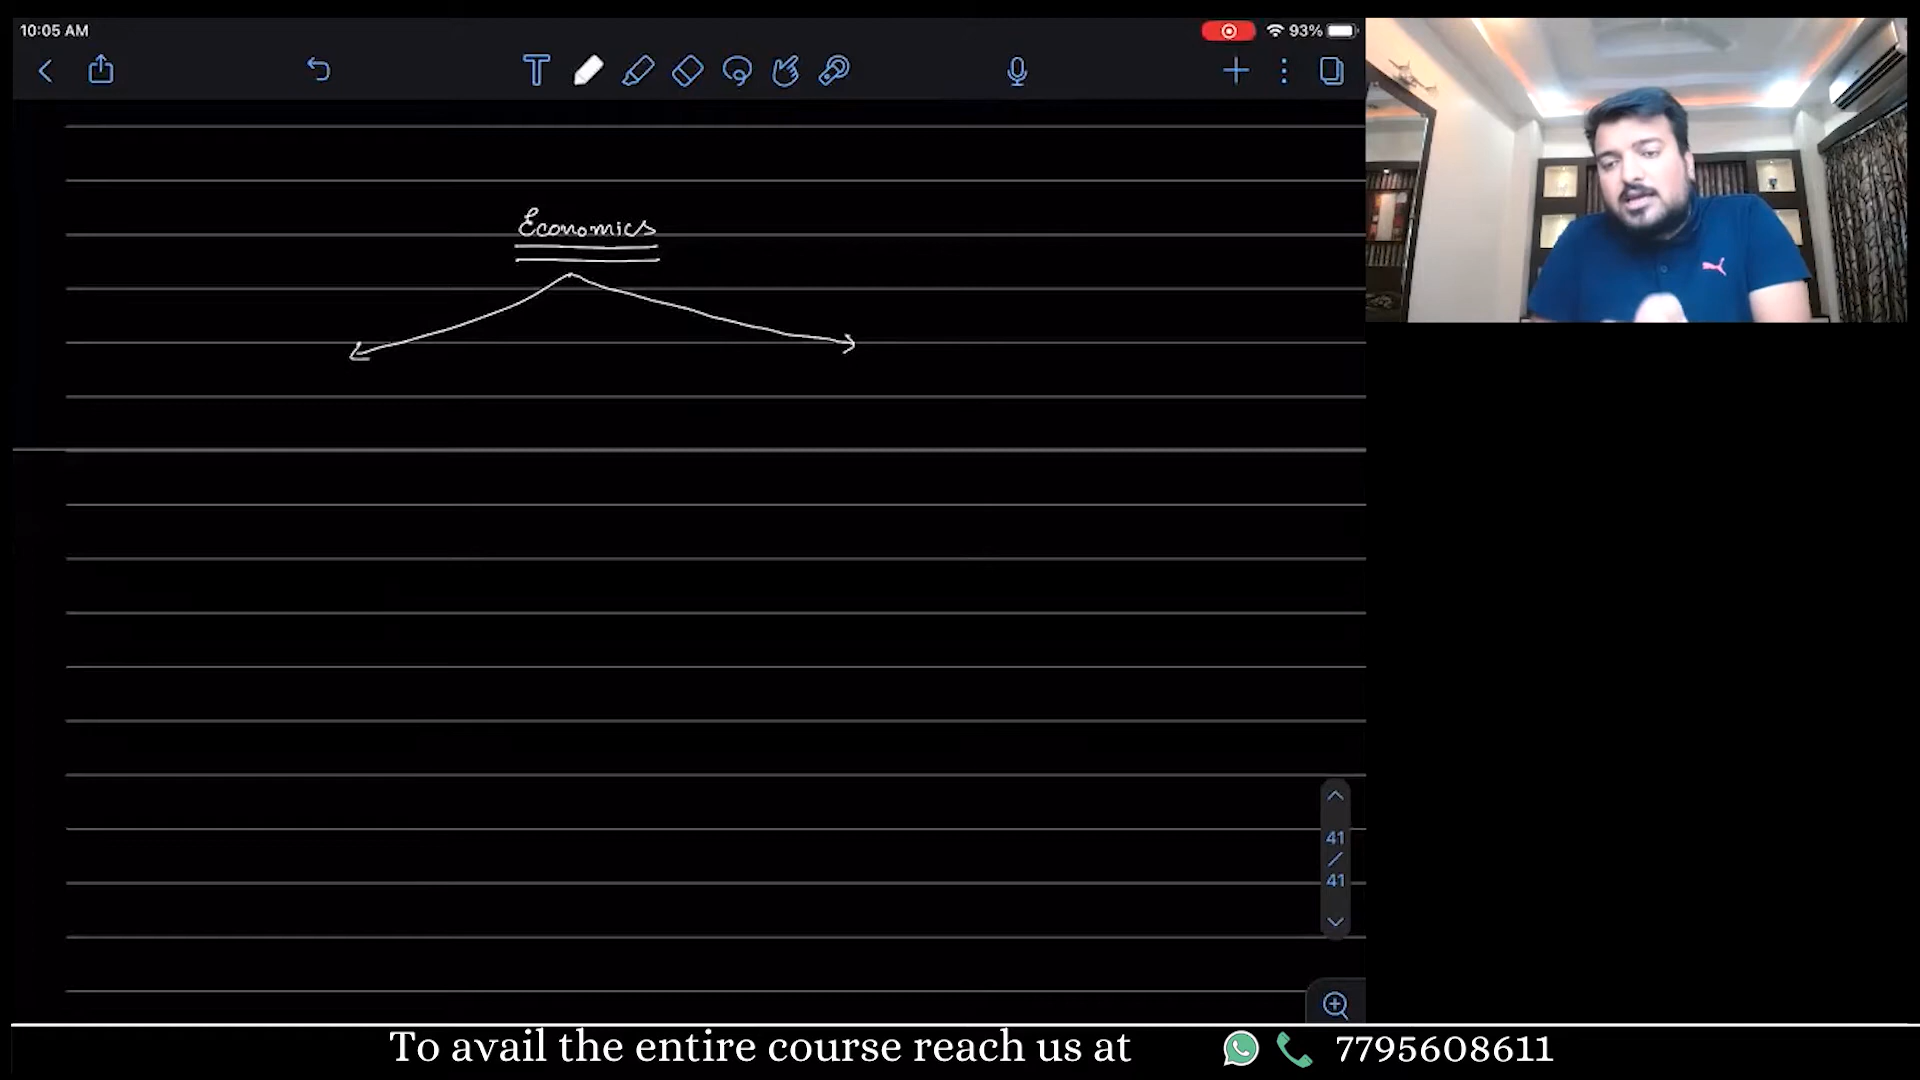 10:05 AM
93%
T
Economics
41
/
41
To avail the entire course reach us at 7795608611